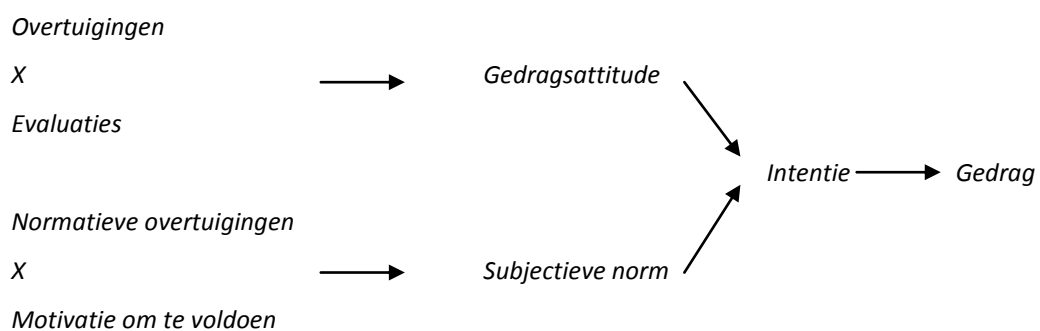 Overtuigingen
X
Gedragsattitude
Evaluaties
Intentie
Gedrag
Normatieve overtuigingen
X
Subjectieve norm
Motivatie om te voldoen